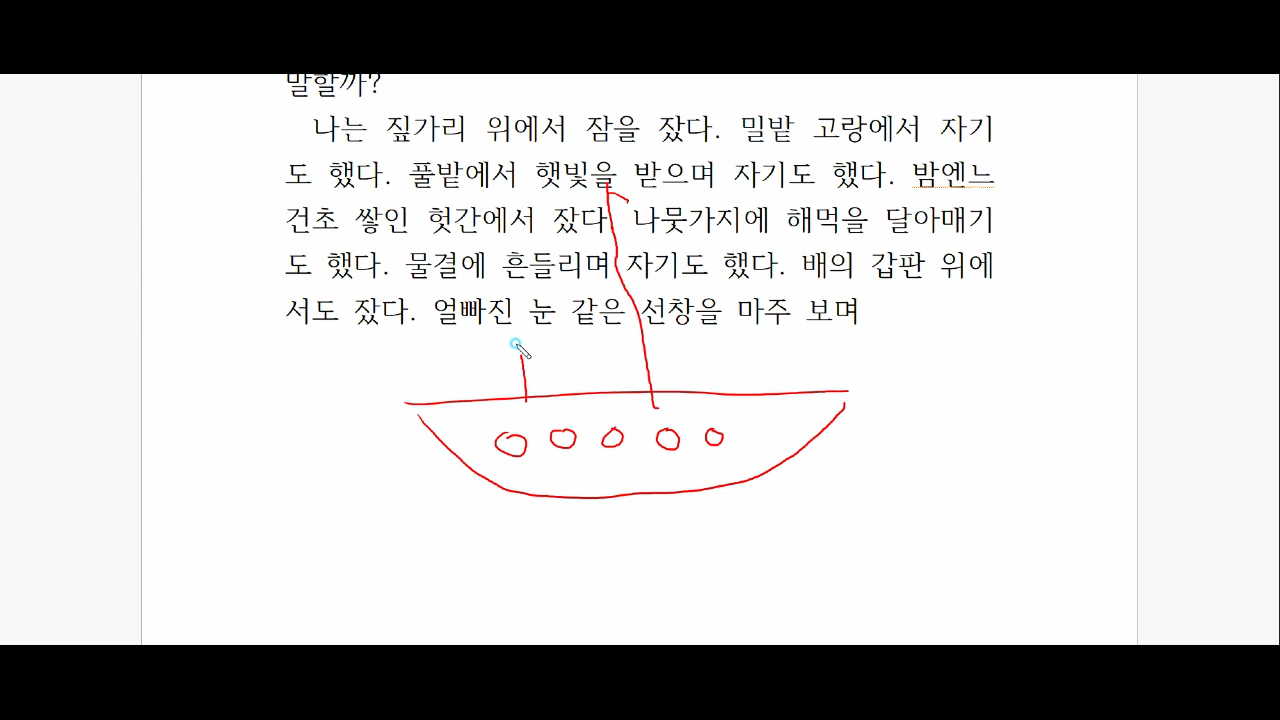 말할까?
나는 짚가리 위에서 잠을 잤다. 밀밭 고랑에서 자기
도 했다. 풀밭에서 햇빛을 받으며 자기도 했다. 밤엔느
건초 쌓인 헛간에서 잤다. 나뭇가지에 해먹을 달아매기
도 했다. 물결에 흔들리며 자기도 했다. 배의 갑판 위에
서도 잤다. 얼빠진 눈 같은 선창을 마주 보며